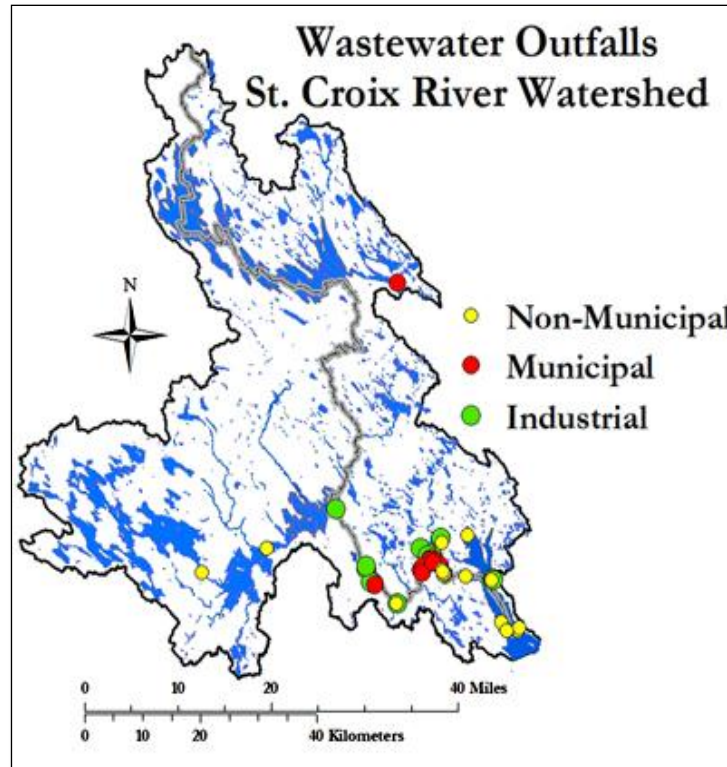 Wastewater Outfalls
St. Croix River Watershed
N
Non-Municipal
Municipal
Industrial
0 10 20 40 Miles
0 10 20 40 Kilometers